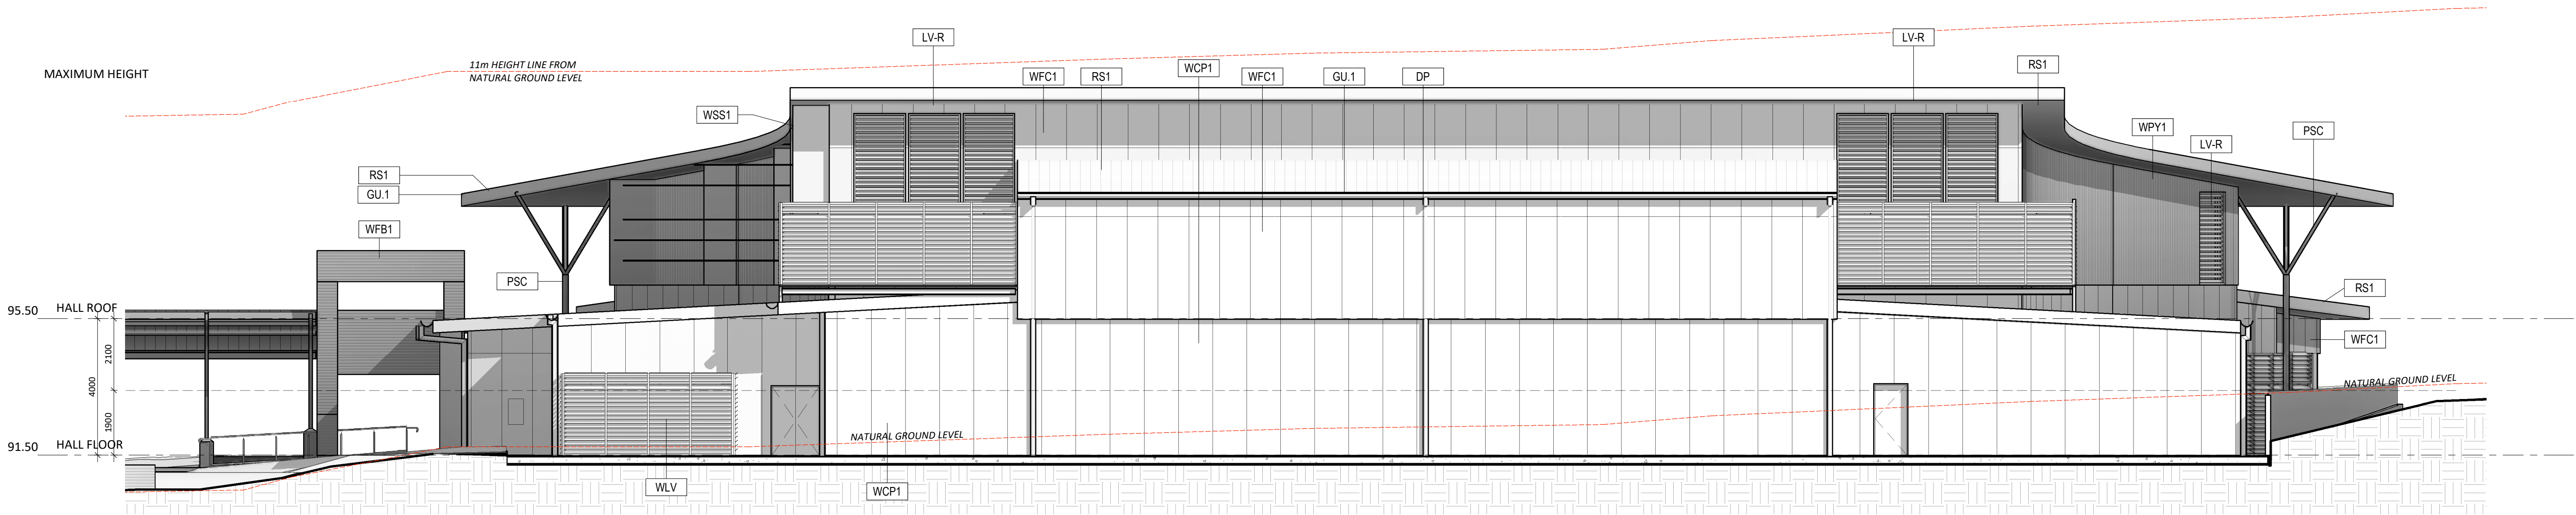 LV-R
LV-R
11m HEIGHT LINE FROM
NATURAL GROUND LEVEL
MAXIMUM HEIGHT
WFC1
RS1
WCP1
WFC1
GU.1
DP
RS1
WSS1
WPY1
PSC
LV-R
RS1
GU.1
WFB1
PSC
RS1
95.50
HALL ROOF
WFC1
2100
4000
1900
NATURAL GROUND LEVEL
NATURAL GROUND LEVEL
91.50
HALL FLOOR
WLV
WCP1